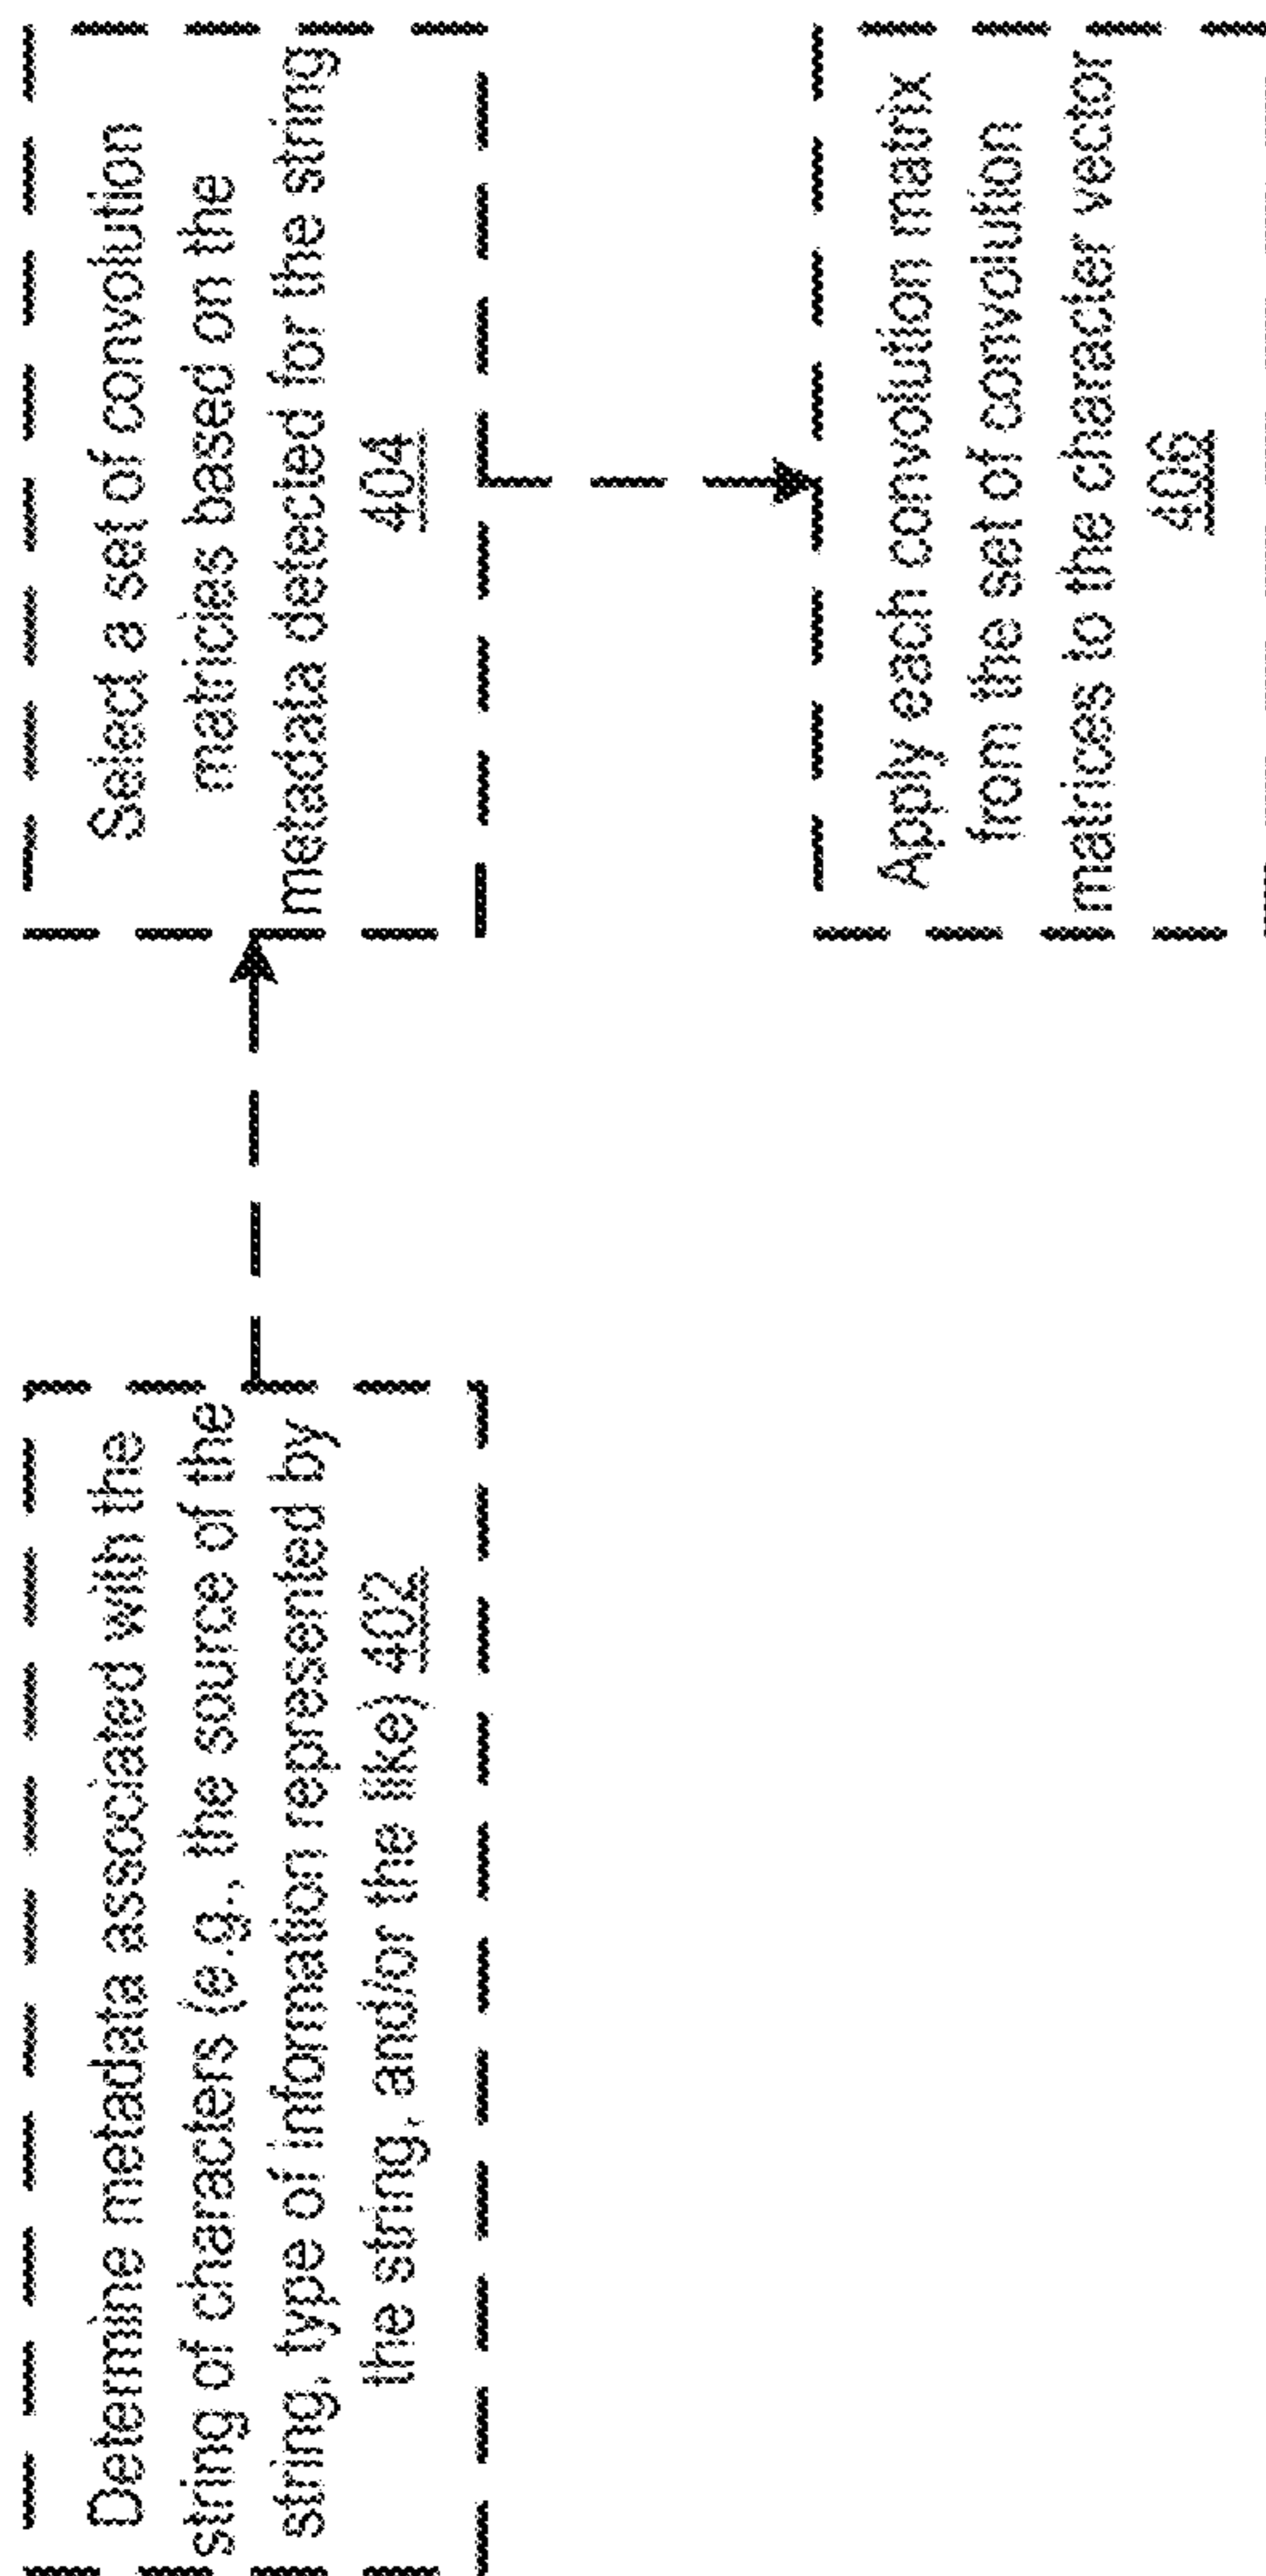 Determine metadata associated with the
string of characters (e.g., the source of the
string, type of information represented by
the string, and/or the like) 402
Select a set of convolution
matricies based on the
metadata detected for the string
404
Apply each convolution matrix
from the set of convolution
matrices to the character vector
406